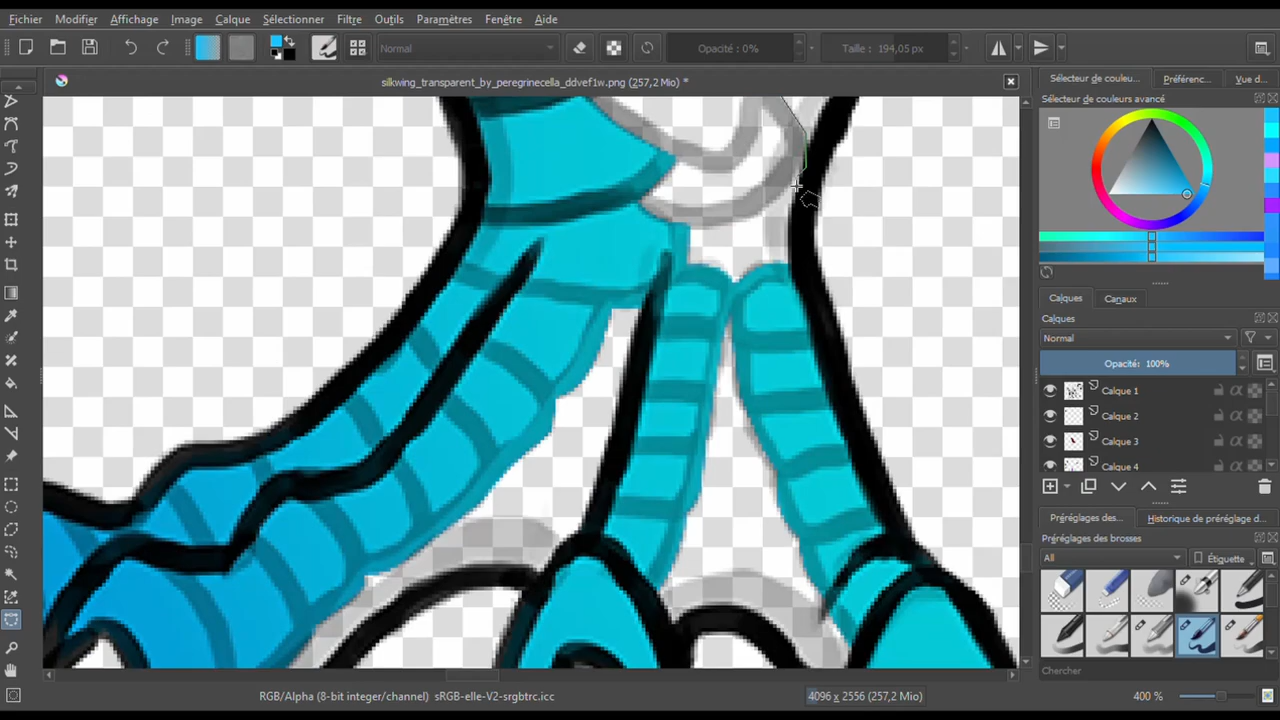 Fichier Modifier Affichage Image Calque Sélectionner Filtre Outils Paramètres Fenêtre Aide
Normal Opacité : 0% Taille : 194,05 px
silkwing_transparent_by_peregrinecella_ddvef1w.png (257,2 Mio) *
Sélecteur de couleu... Préférenc... Vue d...
Sélecteur de couleurs avancé
Calques Canaux
Calques
Normal
Opacité: 100%
Calque 1
Calque 2
Calque 3
Calque 4
Préréglages des... Historique de préréglage d...
Préréglages des brosses
All Étiquette
Chercher
RGB/Alpha (8-bit integer/channel) sRGB-elle-V2-srgbtrc.icc 4096 x 2556 (257,2 Mio) 400 %